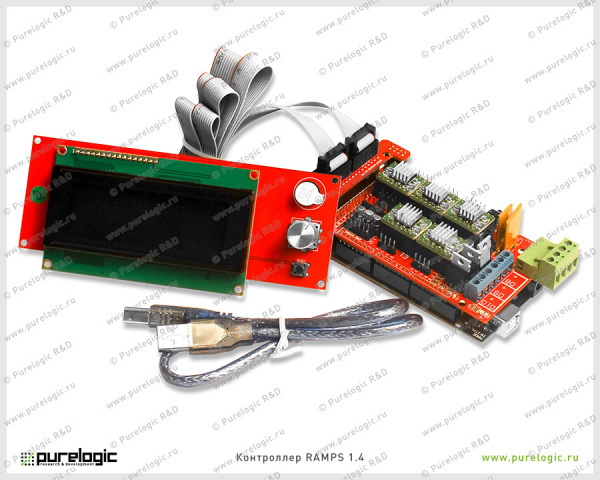 © Purelogic R&D
www.purelogic.ru
purelogic
research & development
Контроллер RAMPS 1.4
www.purelogic.ru